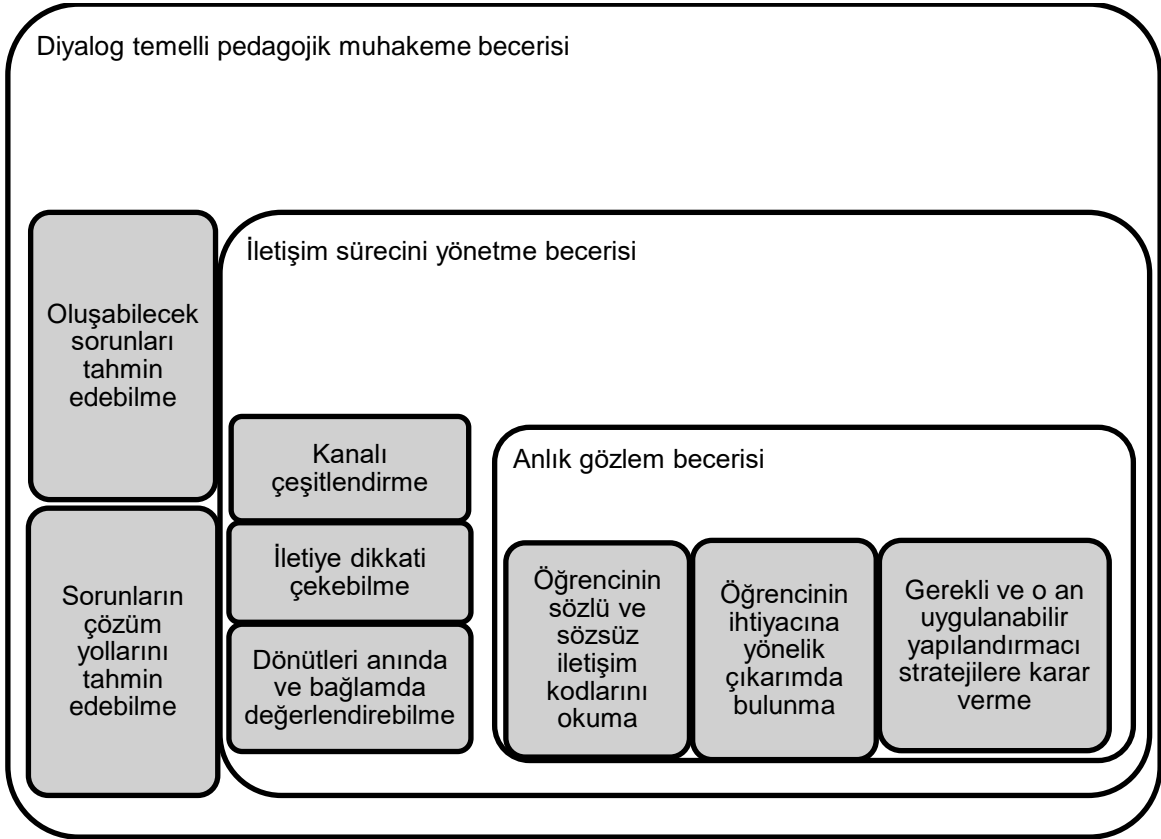 Diyalog temelli pedagojik muhakeme becerisi
Oluşabilecek
sorunları
tahmin
edebilme
Sorunların
çözüm
yollarını
tahmin
edebilme
İletişim sürecini yönetme becerisi
Kanalı
çeşitlendirme
İletiye dikkati
çekebilme
Dönütleri anında
ve bağlamda
değerlendirebilme
Anlık gözlem becerisi
Öğrencinin
sözlü ve
sözsüz
iletişim
kodlarını
okuma
Öğrencinin
ihtiyacına
yönelik
çıkarımda
bulunma
Gerekli ve o an
uygulanabilir
yapılandırmacı
stratejilere karar
verme